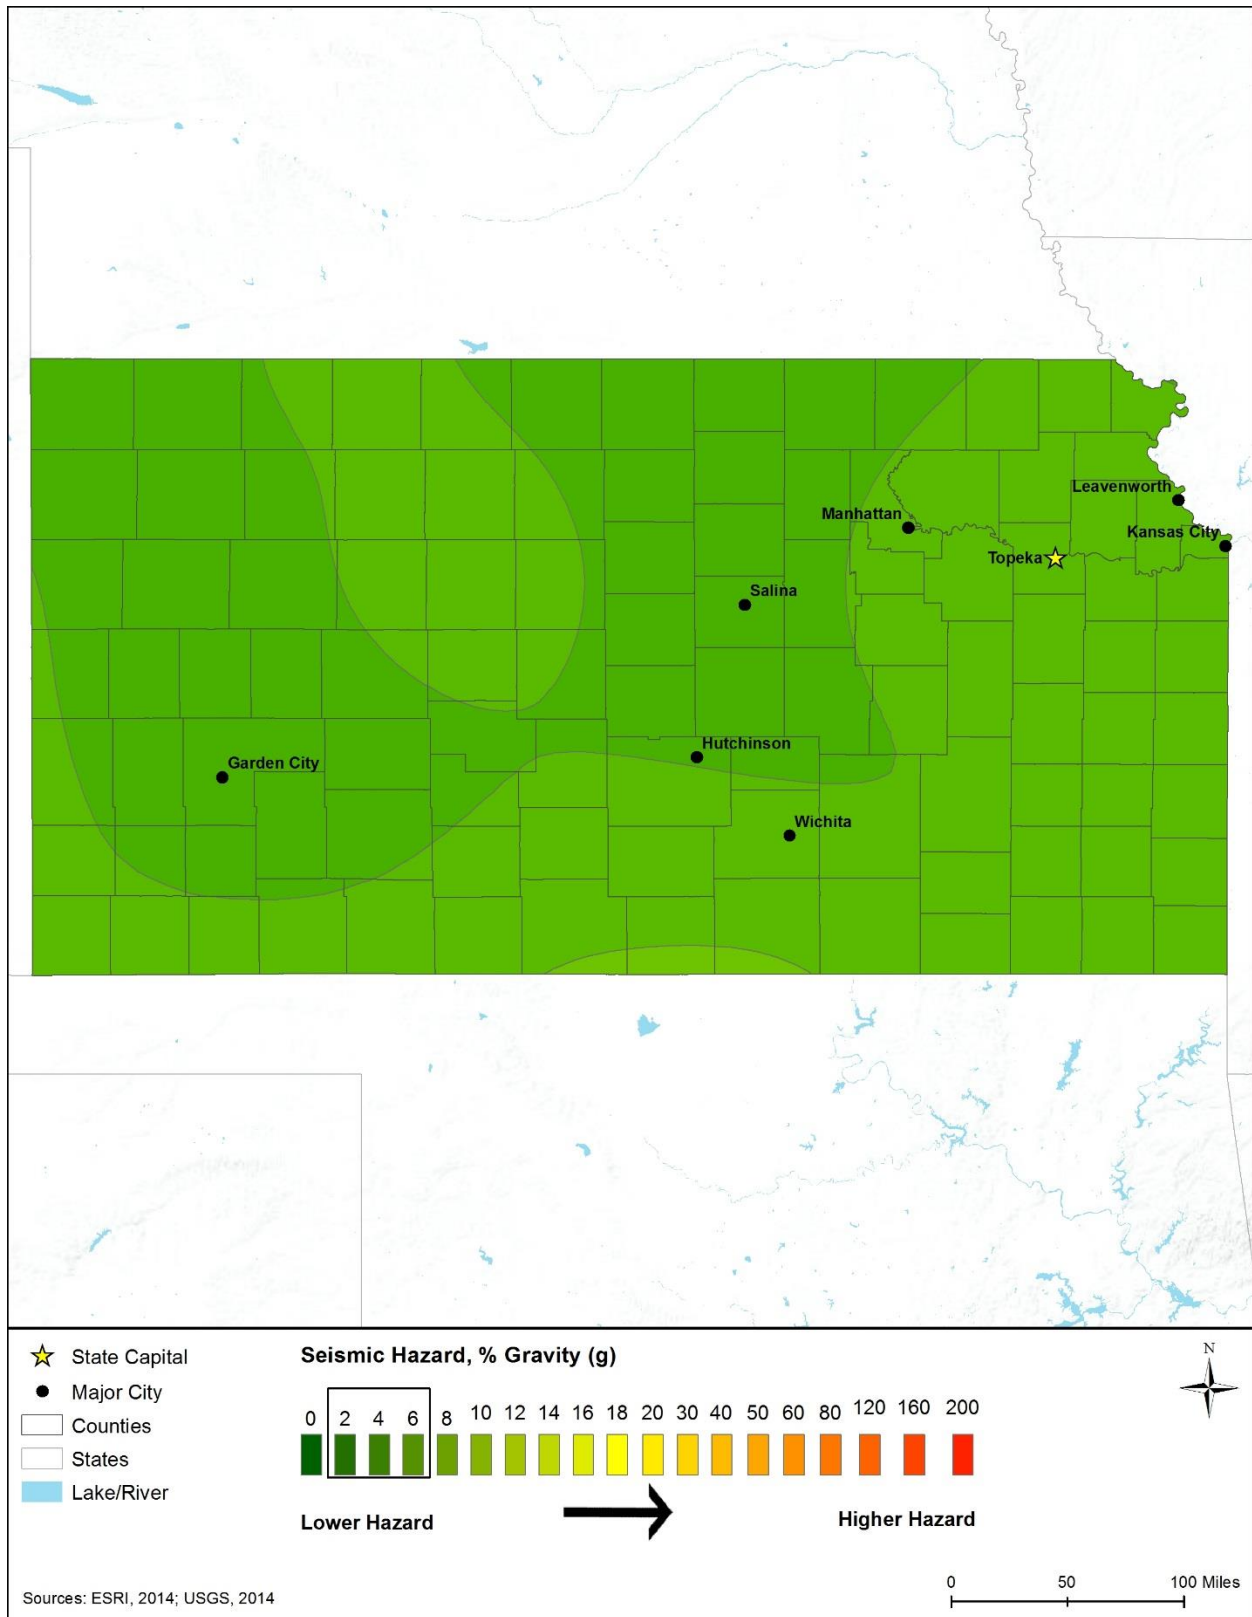 Leavenworth
Manhattan
Kansas City
Topeka
Salina
Hutchinson
Garden City
Wichita
State Capital
Major City
Counties
States
Lake/River
Seismic Hazard, % Gravity (g)
0 2 4 6 8 10 12 14 16 18 20 30 40 50 60 80 120 160 200
Lower Hazard
Higher Hazard
N
Sources: ESRI, 2014; USGS, 2014
0 50 100 Miles